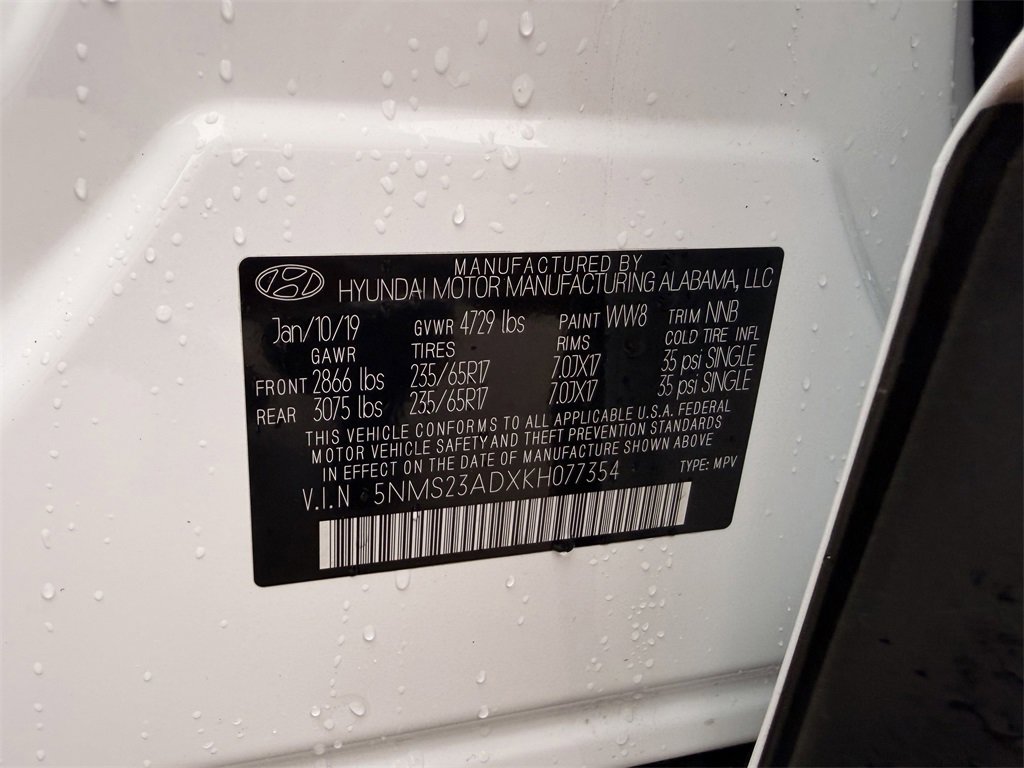 MANUFACTURED BY
HYUNDAI MOTOR MANUFACTURING ALABAMA, LLC
Jan/10/19 GVWR 4729 lbs PAINT WW8 TRIM NNB
GAWR TIRES RIMS COLD TIRE INFL
FRONT 2866 lbs 235/65R17 7.0JX17 35 psi SINGLE
REAR 3075 lbs 235/65R17 7.0JX17 35 psi SINGLE
THIS VEHICLE CONFORMS TO ALL APPLICABLE U.S.A. FEDERAL
MOTOR VEHICLE SAFETY AND THEFT PREVENTION STANDARDS
IN EFFECT ON THE DATE OF MANUFACTURE SHOWN ABOVE
V.I.N 5NMS23ADXKH077354 TYPE: MPV